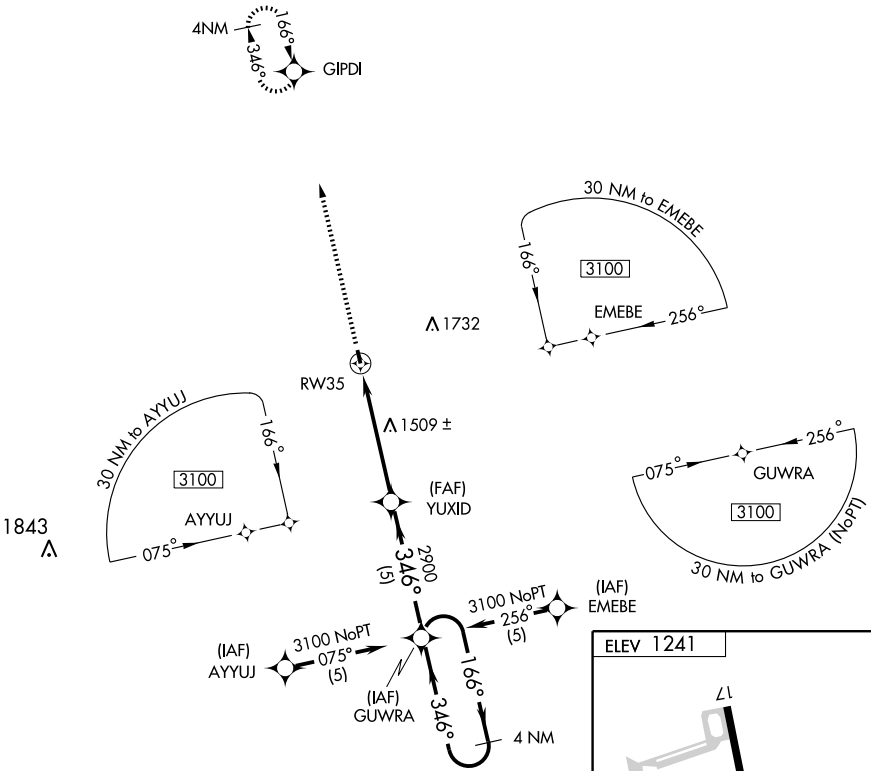 4NM
166°
346°
GIPDI
30 NM to EMEBE
166°
3100
EMEBE
256°
1732
RW35
30 NM to AYYUJ
166°
3100
AYYUJ
075°
1843
1509 ±
075°
256°
GUWRA
3100
30 NM to GUWRA (NoPT)
(FAF)
YUXID
2900
346°
(5)
3100 NoPT
256°
(5)
(IAF)
EMEBE
(IAF)
AYYUJ
3100 NoPT
075°
(5)
(IAF)
GUWRA
166°
346°
4 NM
ELEV 1241
17